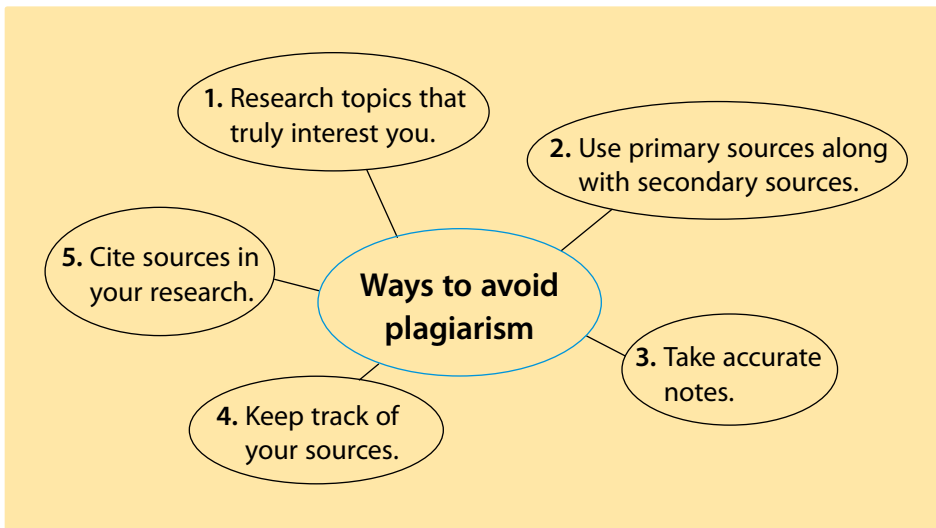 1. Research topics that
truly interest you.
2. Use primary sources along
with secondary sources.
5. Cite sources in
your research.
Ways to avoid
plagiarism
3. Take accurate
notes.
4. Keep track of
your sources.